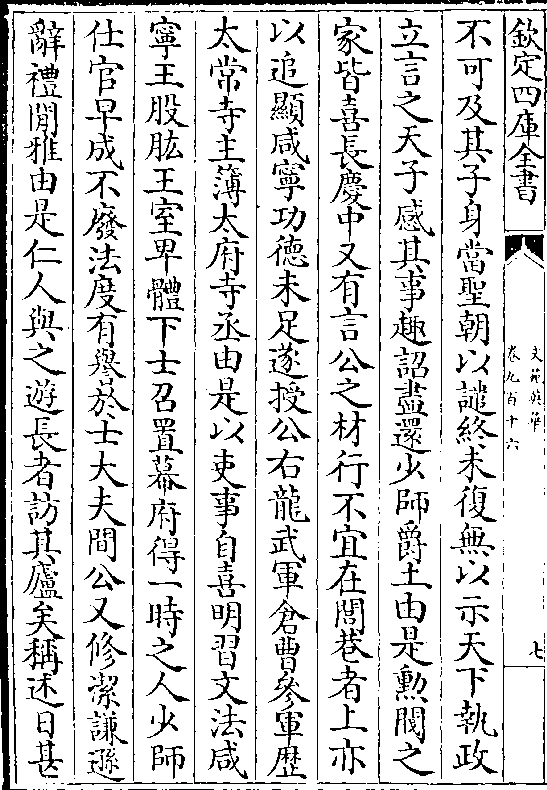 欽定四庫全書
文苑英華
卷九百十六
七
不可及其子身當聖朝以譴終未復無以示天下執政
立言之天子感其事趣詔盡還少師爵土由是勲閥之
家皆喜長慶中又有言公之材行不宜在閭巷者上亦
以追顯咸寧功德未足遂授公右龍武軍倉曹參軍歴
太常寺主簿太府寺丞由是以吏事自喜明習文法咸
寧王股肱王室卑體下士召置幕府得一時之人少師
仕官早成不廢法度有譽於士大夫間公又修潔謙遜
辭禮閒雅由是仁人與之遊長者訪其廬矣稱述日甚